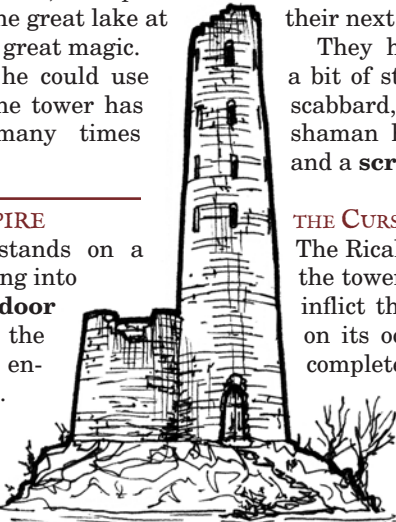 he great lake at
great magic.
he could use
ne tower has
many times
PIRE
stands on a
ng into
door
the
en-
.
their next
They h
a bit of st
scabbard,
shaman l
and a scr
THE CURS
The Rical
the tower
inflict th
on its oc
complete